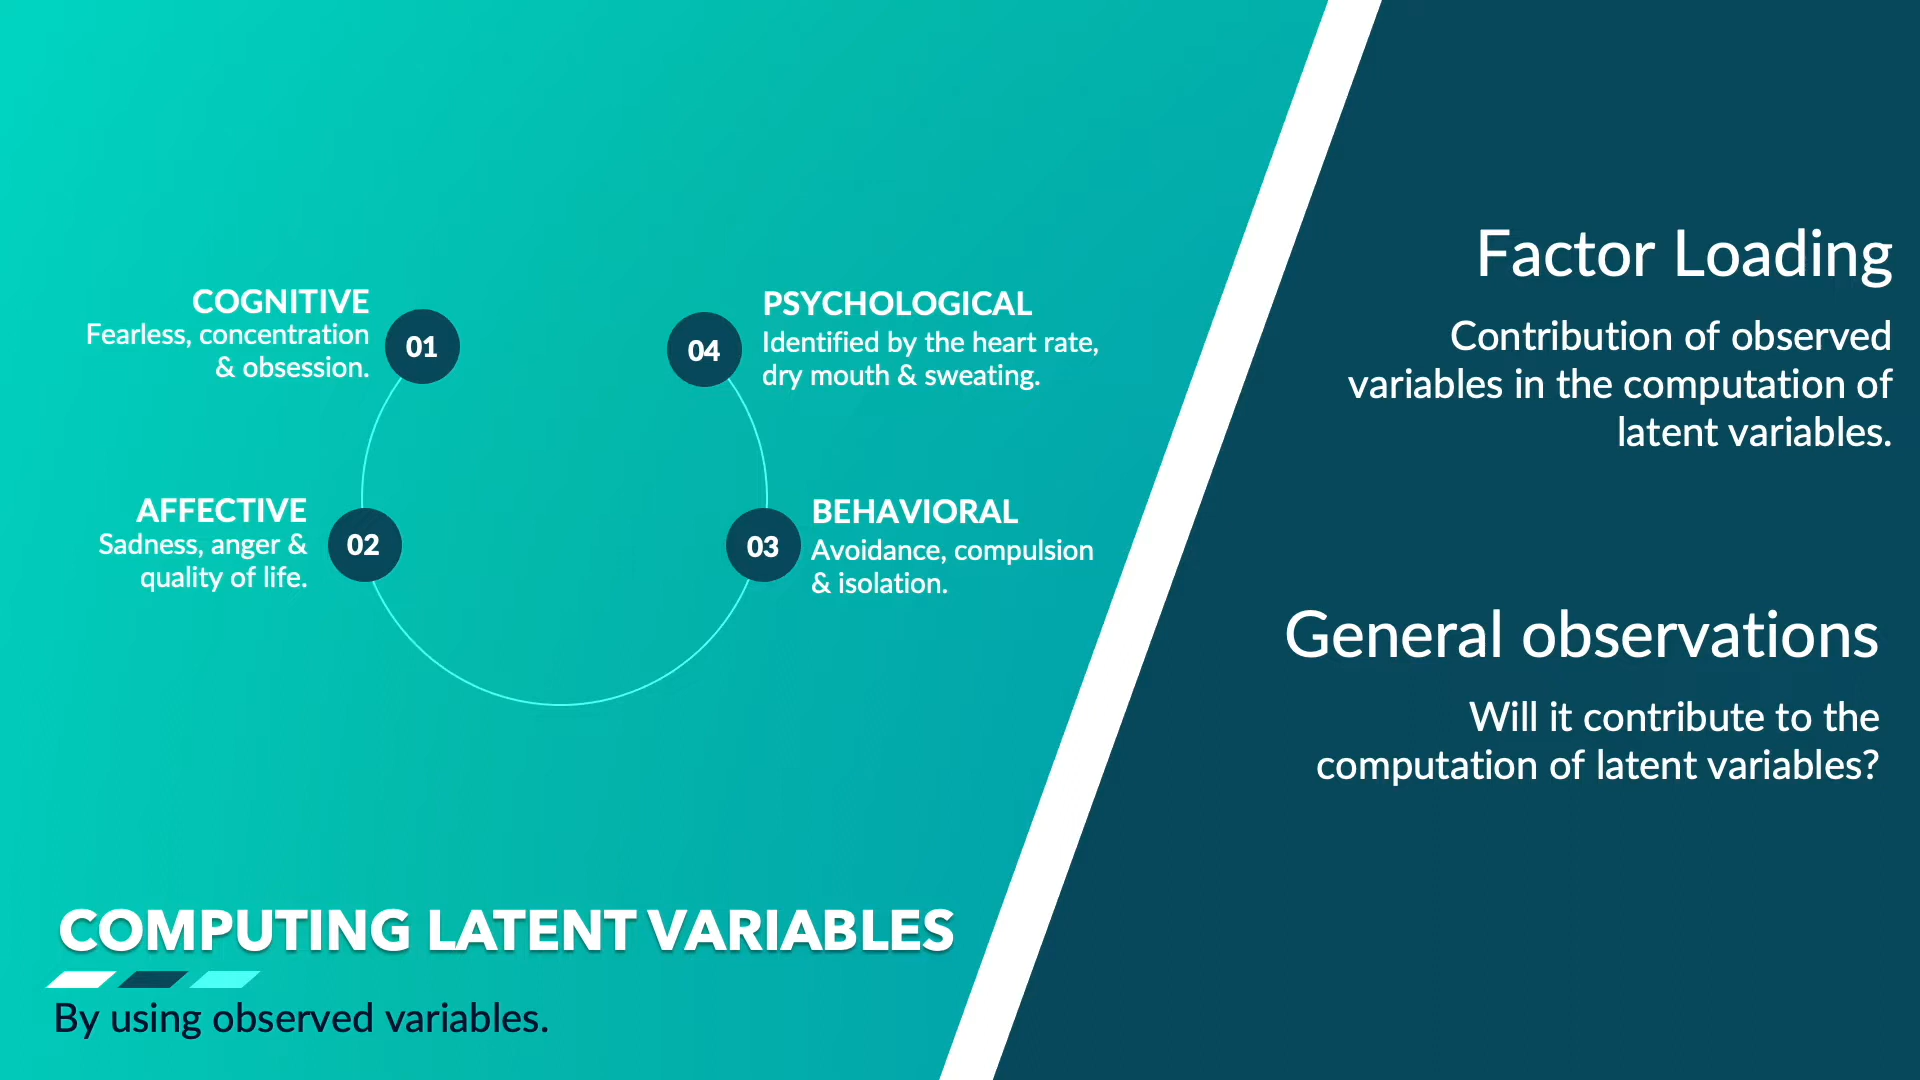 COGNITIVE
Fearless, concentration
& obsession.
01
AFFECTIVE
Sadness, anger &
quality of life.
02
04
PSYCHOLOGICAL
Identified by the heart rate,
dry mouth & sweating.
03
BEHAVIORAL
Avoidance, compulsion
& isolation.
COMPUTING LATENT VARIABLES
By using observed variables.
Factor Loading
Contribution of observed
variables in the computation of
latent variables.
General observations
Will it contribute to the
computation of latent variables?